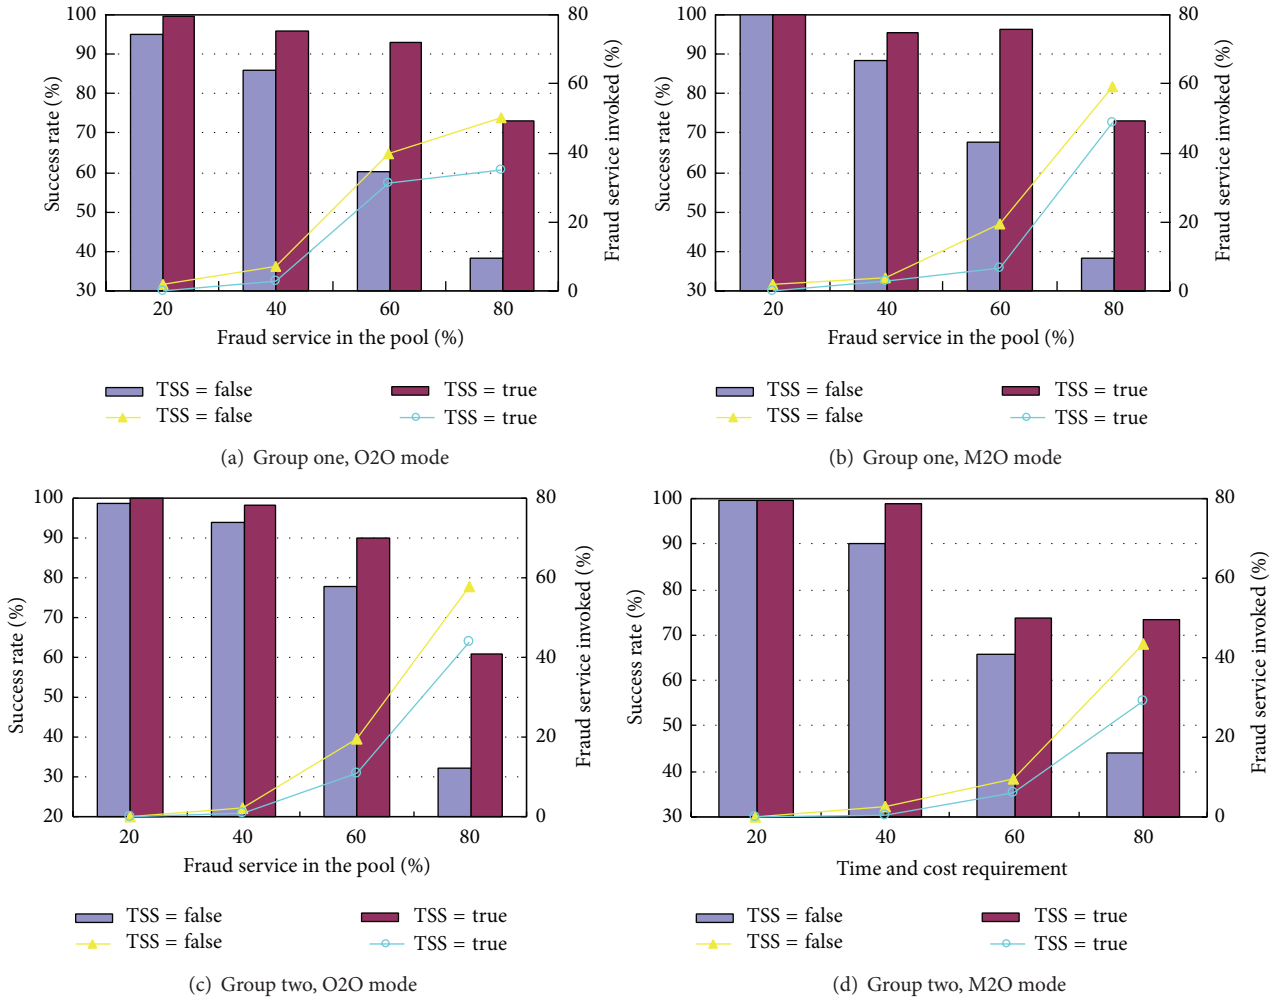 100
90
80
70
60
50
40
30
80
60
40
20
0
Success rate (%)
Fraud service invoked (%)
20 40 60 80
Fraud service in the pool (%)
TSS = false TSS = true
TSS = false TSS = true
(a) Group one, O2O mode
100
90
80
70
60
50
40
30
80
60
40
20
0
Success rate (%)
Fraud service invoked (%)
20 40 60 80
Fraud service in the pool (%)
TSS = false TSS = true
TSS = false TSS = true
(b) Group one, M2O mode
100
90
80
70
60
50
40
30
20
80
60
40
20
0
Success rate (%)
Fraud service invoked (%)
20 40 60 80
Fraud service in the pool (%)
TSS = false TSS = true
TSS = false TSS = true
(c) Group two, O2O mode
100
90
80
70
60
50
40
30
80
60
40
20
0
Success rate (%)
Fraud service invoked (%)
20 40 60 80
Time and cost requirement
TSS = false TSS = true
TSS = false TSS = true
(d) Group two, M2O mode